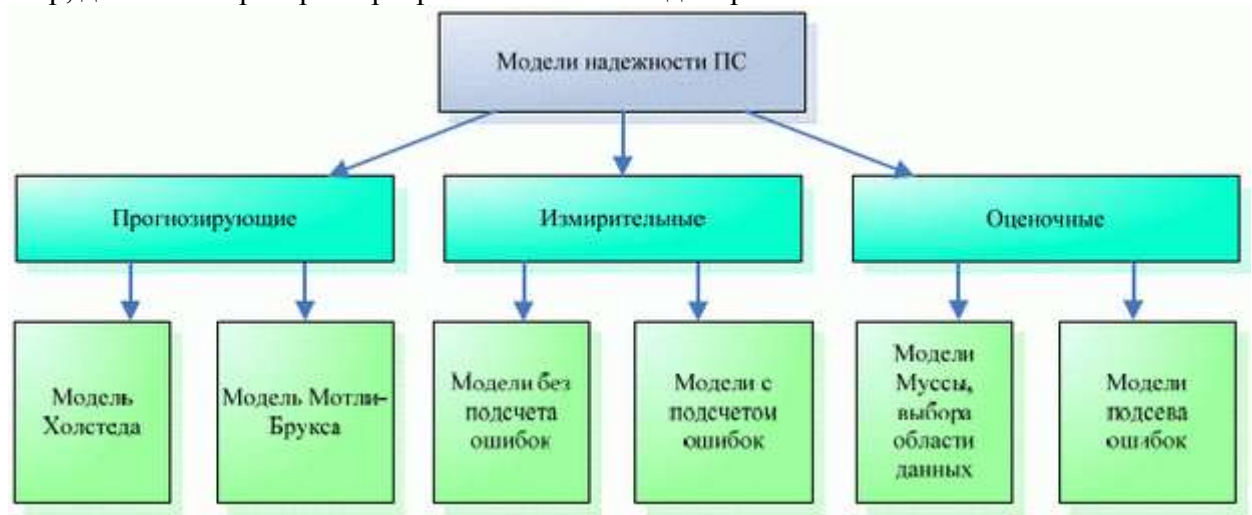 Модели надежности ПС
Прогнозирующие
Измирительные
Оценочные
Модель
Холстеда
Модель Мотли-
Брукса
Модели без
подсчета
ошибок
Модели с
подсчетом
ошибок
Модели
Муссы,
выбора
области
данных
Модели
подсева
ошибок